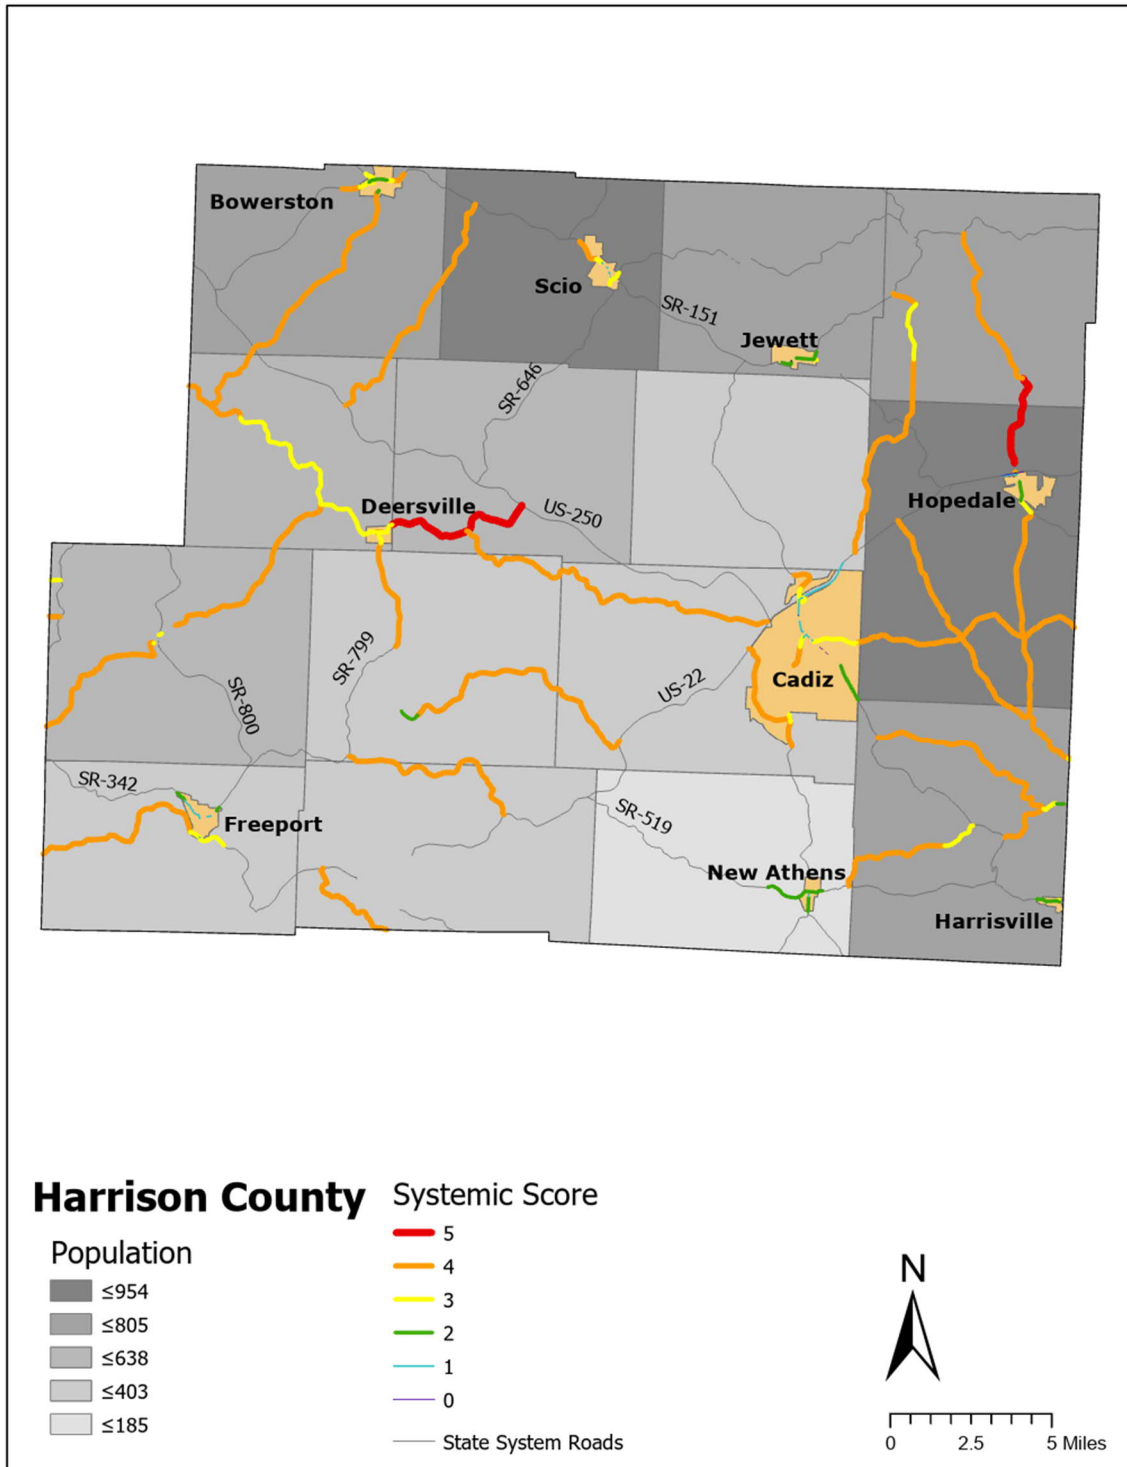 Bowerston
Scio
SR-151
Jewett
SR-646
Deersville
US-250
Hopedale
SR-799
US-22
Cadiz
SR-800
SR-342
Freeport
SR-519
New Athens
Harrisville
Harrison County
Population
≤954
≤805
≤638
≤403
≤185
Systemic Score
5
4
3
2
1
0
State System Roads
N
0 2.5 5 Miles